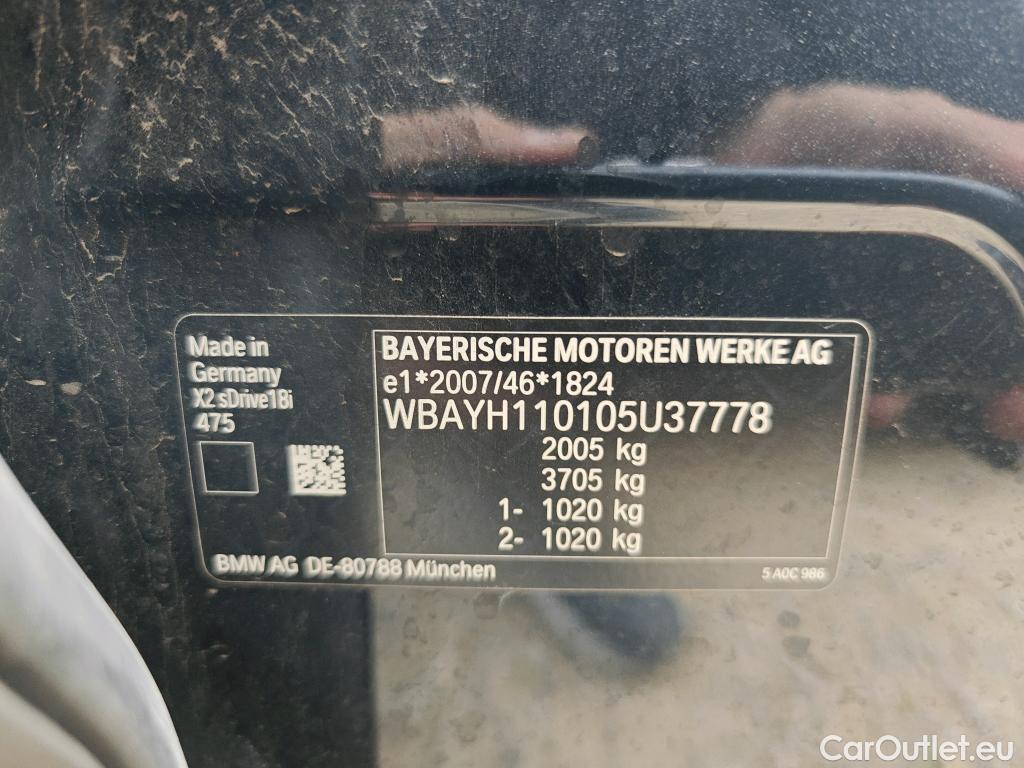 Made in
Germany
X2 sDrive18i
475
BAYERISCHE MOTOREN WERKE AG
e1*2007/46*1824
WBAYH110105U37778
2005 kg
3705 kg
1- 1020 kg
2- 1020 kg
BMW AG DE-80788 München
5 A0C 986
CarOutlet.eu